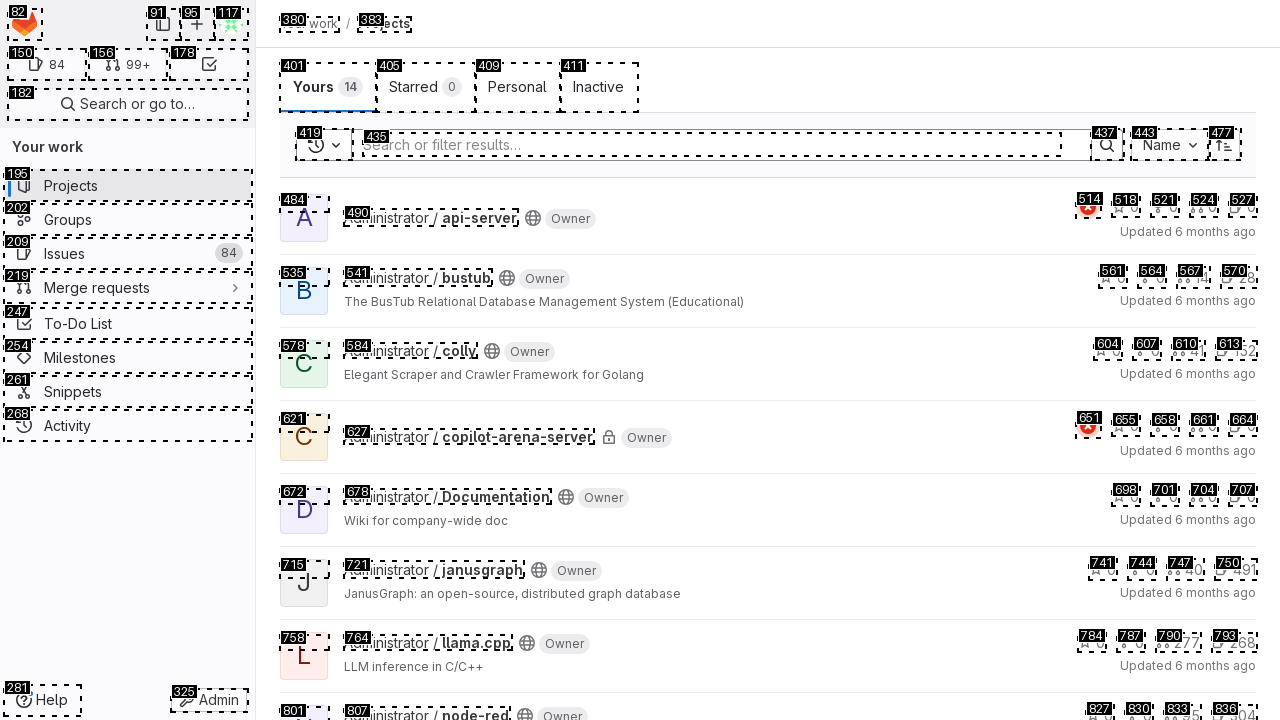 82 91 95 117
150 84 156 99+ 178
182 Search or go to…
Your work
195 Projects
202 Groups
209 Issues 84
219 Merge requests
247 To-Do List
254 Milestones
261 Snippets
268 Activity
281 Help 325 Admin
380 work / 383 Projects
401 405 409 411
Yours 14 Starred 0 Personal Inactive
419 435 Search or filter results… 437 443 Name 477
484 A 490 Administrator / api-server Owner 514 518 521 524 527
Updated 6 months ago
535 B 541 Administrator / bustub Owner 561 564 567 14 570 28
The BusTub Relational Database Management System (Educational) Updated 6 months ago
578 C 584 Administrator / colly Owner 604 607 610 41 613 132
Elegant Scraper and Crawler Framework for Golang Updated 6 months ago
621 C 627 Administrator / copilot-arena-server Owner 651 655 658 661 664
Updated 6 months ago
672 D 678 Administrator / Documentation Owner 698 701 704 707
Wiki for company-wide doc Updated 6 months ago
715 J 721 Administrator / janusgraph Owner 741 744 747 40 750 491
JanusGraph: an open-source, distributed graph database Updated 6 months ago
758 L 764 Administrator / llama.cpp Owner 784 787 790 277 793 268
LLM inference in C/C++ Updated 6 months ago
801 807 Administrator / node-red Owner 827 830 833 836